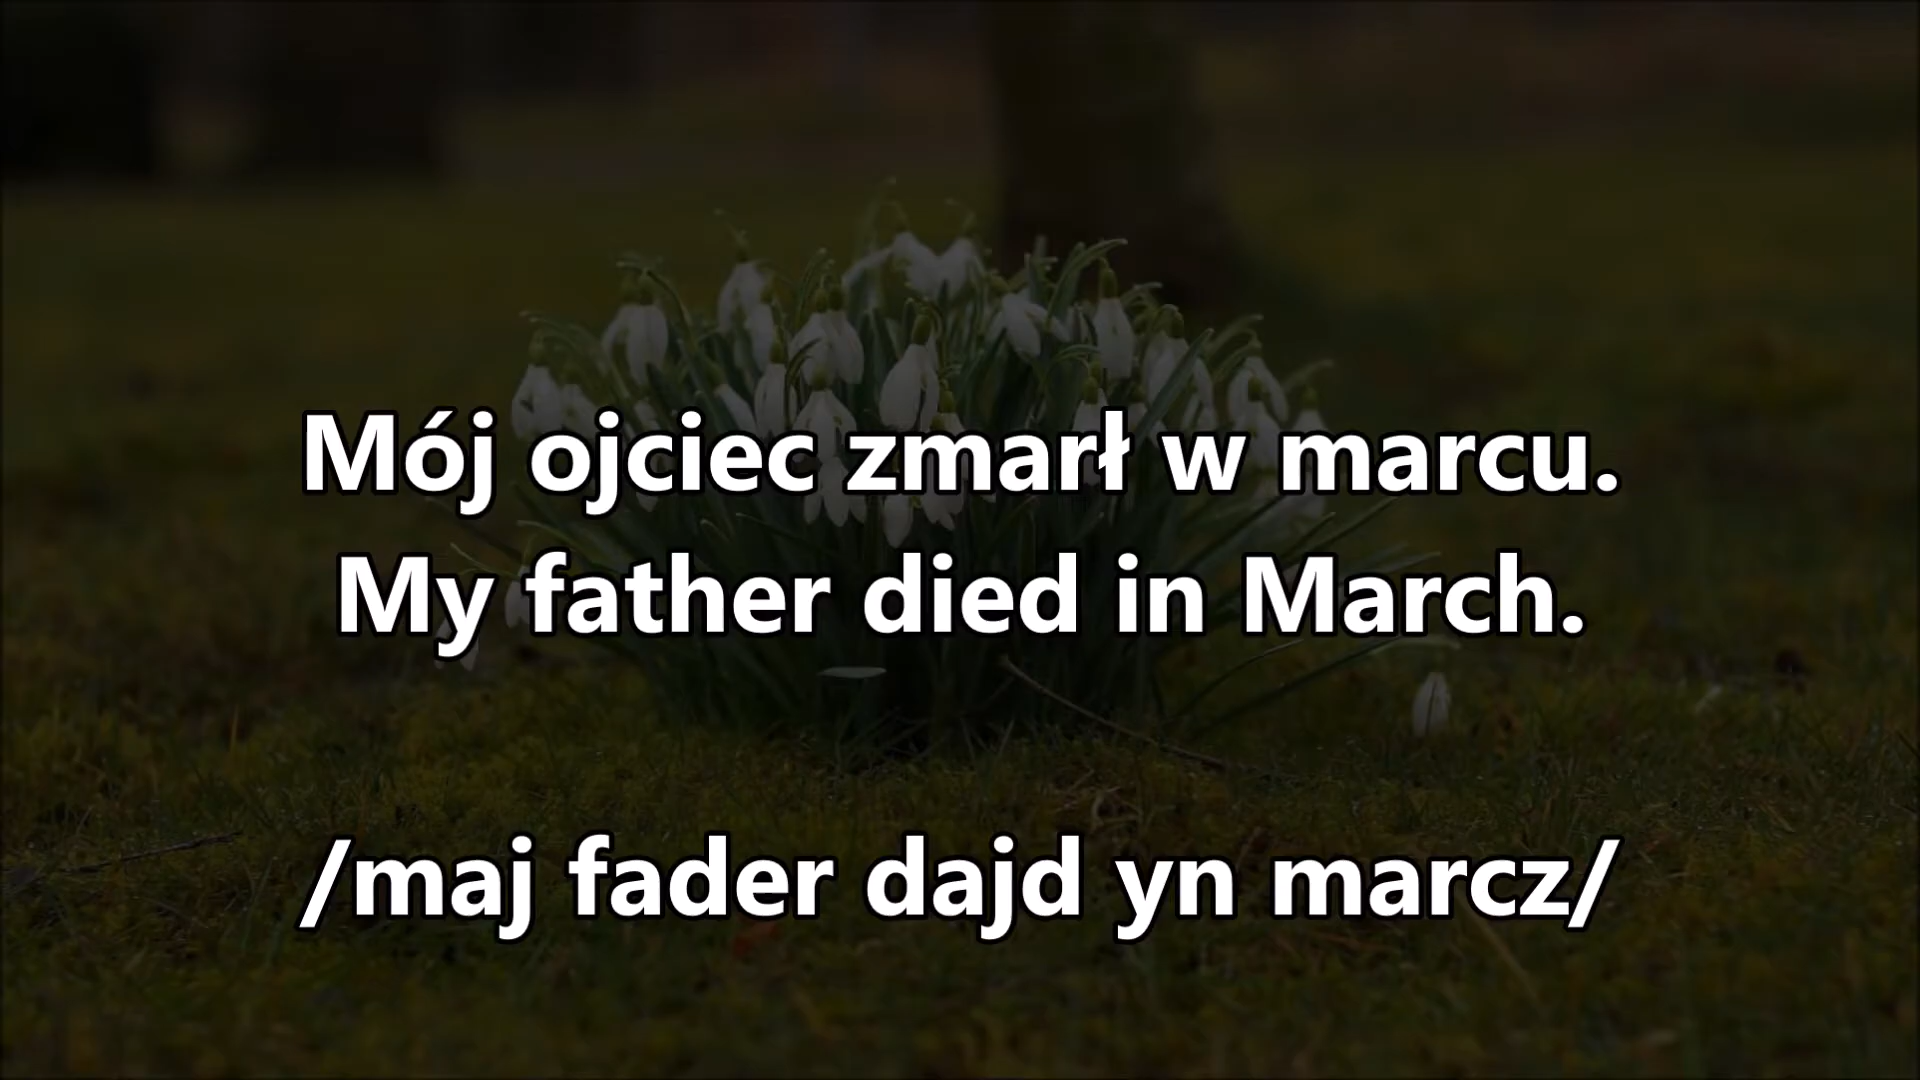 Mój ojciec zmarł w marcu.
My father died in March.
/maj fader dajd yn marcz/